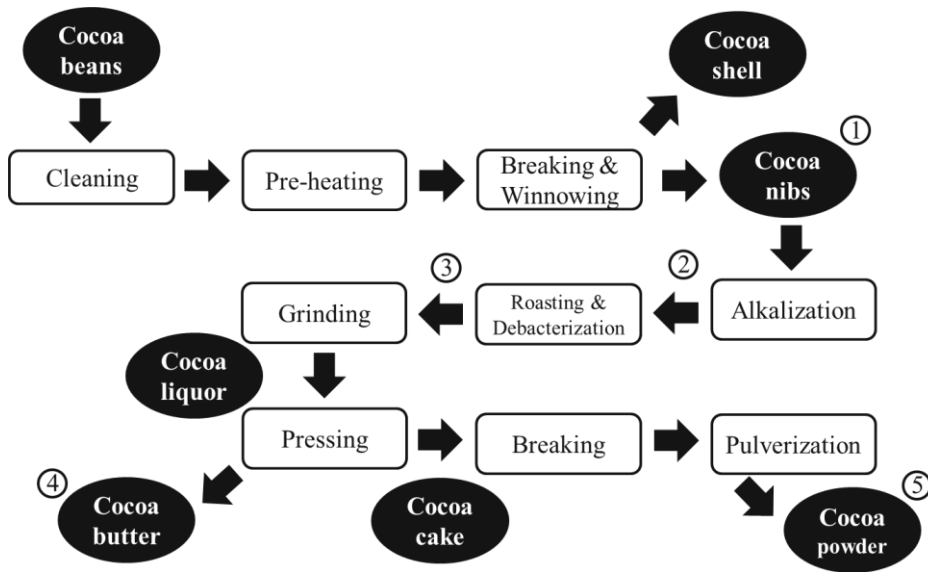 Cocoa
beans
Cocoa
shell
Cleaning
Pre-heating
Breaking &
Winnowing
①
Cocoa
nibs
③
②
Grinding
Roasting &
Debacterization
Alkalization
Cocoa
liquor
Pressing
Breaking
Pulverization
④
Cocoa
butter
Cocoa
cake
⑤
Cocoa
powder